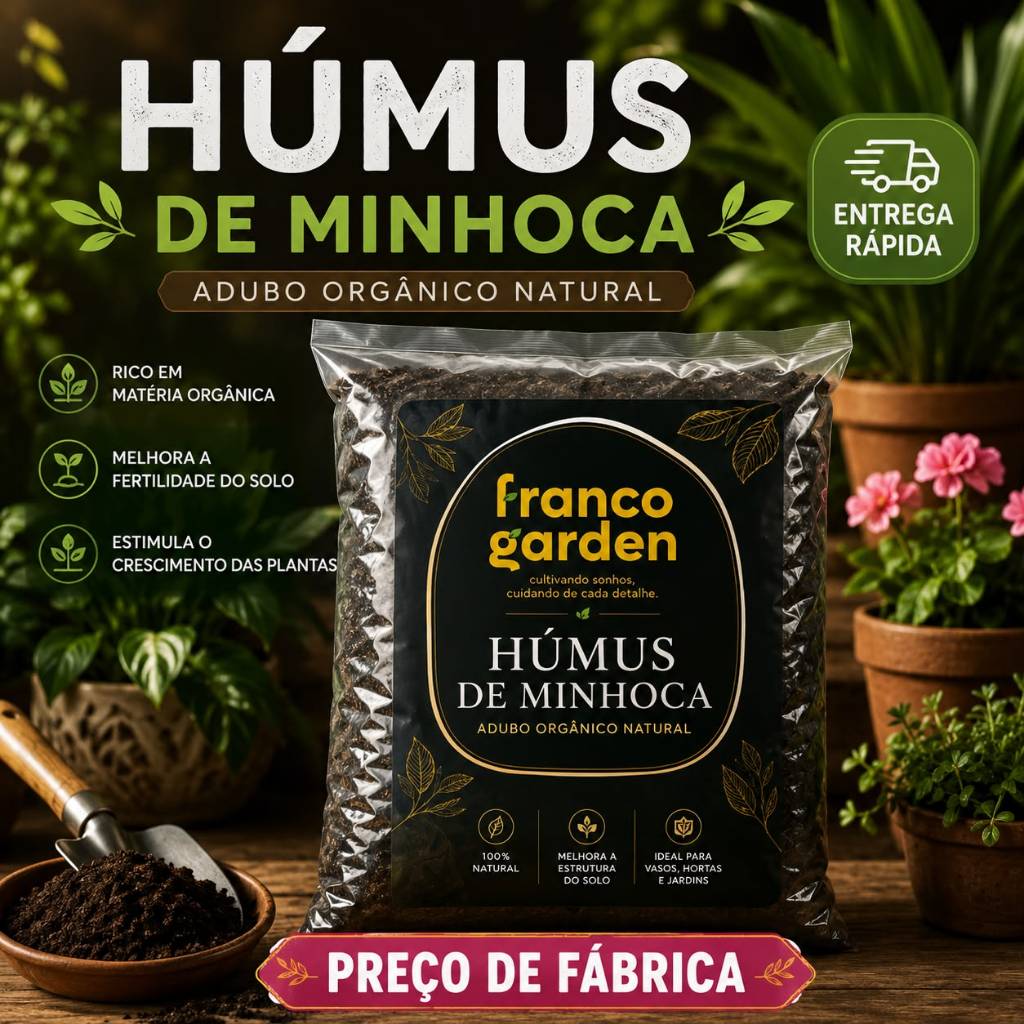 HÚMUS
DE MINHOCA
ADUBO ORGÂNICO NATURAL
ENTREGA
RÁPIDA
RICO EM
MATÉRIA ORGÂNICA
MELHORA A
FERTILIDADE DO SOLO
ESTIMULA O
CRESCIMENTO DAS PLANTAS
franco
garden
cultivando sonhos,
cuidando de cada detalhe.
HÚMUS
DE MINHOCA
ADUBO ORGÂNICO NATURAL
100%
NATURAL
MELHORA A
ESTRUTURA
DO SOLO
IDEAL PARA
VASOS, HORTAS
E JARDINS
PREÇO DE FÁBRICA